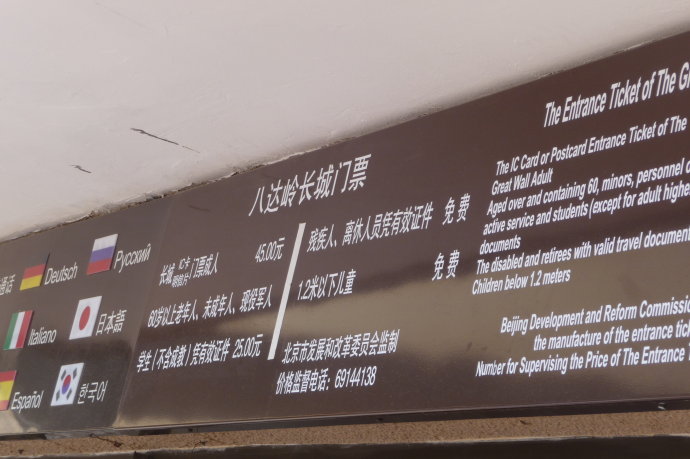 通话
Deutsch
Русский
Italiano
日本語
Español
한국어
八达岭长城门票
长城 IC卡 明信片 门票成人 45.00元
60岁以上老年人、未成年人、现役军人
学生（不含成教）凭有效证件 25.00元
残疾人、离休人员凭有效证件 免 费
1.2米以下儿童 免 费
北京市发展和改革委员会监制
价格监督电话：69144138
The Entrance Ticket of The
The IC Card or Postcard Entrance Ticket of The
Great Wall Adult
Aged over and containing 60, minors, personnel
active service and students (except for adult
documents
The disabled and retirees with valid travel
Children below 1.2 meters
Beijing Development and Reform
the manufacture of the entrance
Number for Supervising the Price of The Entrance